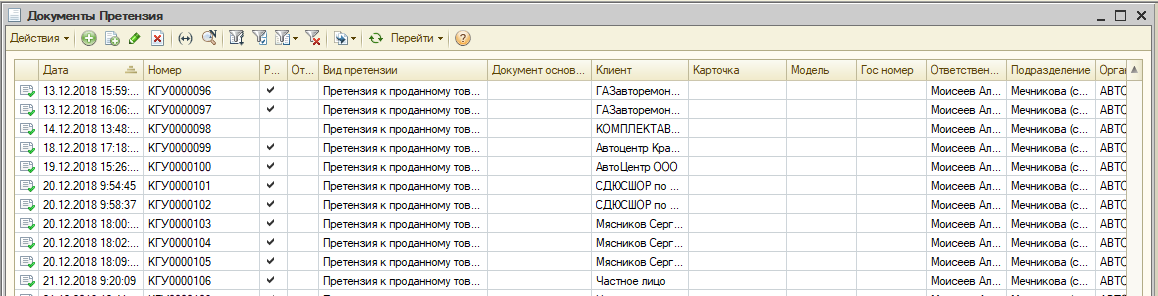 Документы Претензия
Действия Перейти
Дата Номер Р... От... Вид претензии Документ основ... Клиент Карточка Модель Гос номер Ответствен... Подразделение Орган
13.12.2018 15:59:... КГУ0000096 Претензия к проданному тов... ГАЗавторемон... Моисеев Ал... Мечникова (с... АВТО
13.12.2018 16:06:... КГУ0000097 Претензия к проданному тов... ГАЗавторемон... Моисеев Ал... Мечникова (с... АВТО
14.12.2018 13:48:... КГУ0000098 Претензия к проданному тов... КОМПЛЕКТАВ... Моисеев Ал... Мечникова (с... АВТО
18.12.2018 17:18:... КГУ0000099 Претензия к проданному тов... Автоцентр Кра... Моисеев Ал... Мечникова (с... АВТО
19.12.2018 15:26:... КГУ0000100 Претензия к проданному тов... АвтоЦентр ООО Моисеев Ал... Мечникова (с... АВТО
20.12.2018 9:54:45 КГУ0000101 Претензия к проданному тов... СДЮСШОР по ... Моисеев Ал... Мечникова (с... АВТО
20.12.2018 9:58:37 КГУ0000102 Претензия к проданному тов... СДЮСШОР по ... Моисеев Ал... Мечникова (с... АВТО
20.12.2018 18:00:... КГУ0000103 Претензия к проданному тов... Мясников Серг... Моисеев Ал... Мечникова (с... АВТО
20.12.2018 18:02:... КГУ0000104 Претензия к проданному тов... Мясников Серг... Моисеев Ал... Мечникова (с... АВТО
20.12.2018 18:09:... КГУ0000105 Претензия к проданному тов... Мясников Серг... Моисеев Ал... Мечникова (с... АВТО
21.12.2018 9:20:09 КГУ0000106 Претензия к проданному тов... Частное лицо Моисеев Ал... Мечникова (с... АВТО